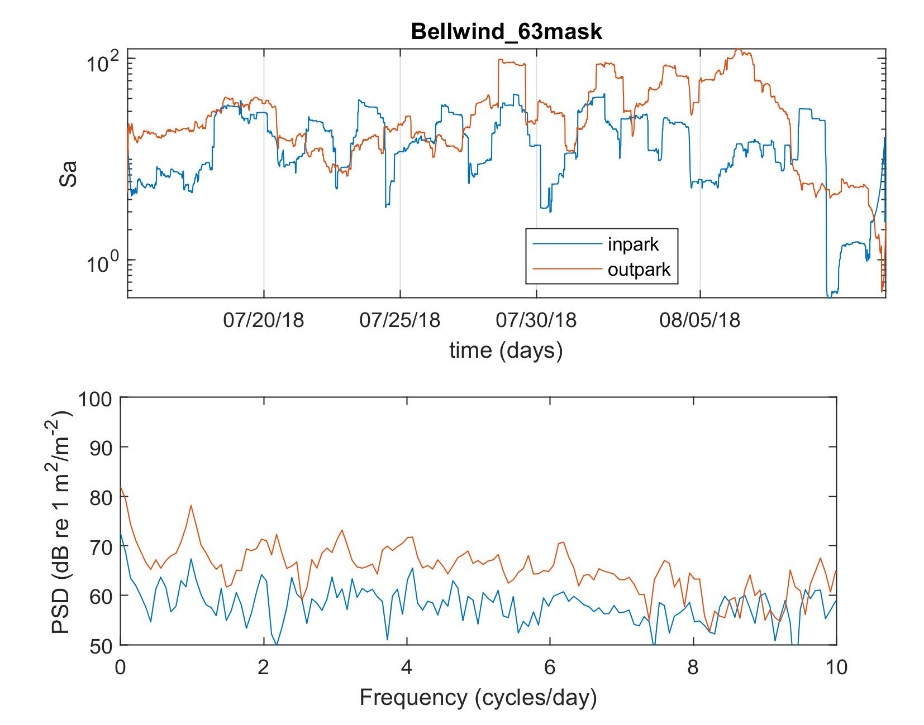 Bellwind_63mask
10^2
Sa
10^0
inpark
outpark
07/20/18 07/25/18 07/30/18 08/05/18
time (days)
100
90
80
70
60
50
PSD (dB re 1 m^2/m^-2)
0 2 4 6 8 10
Frequency (cycles/day)